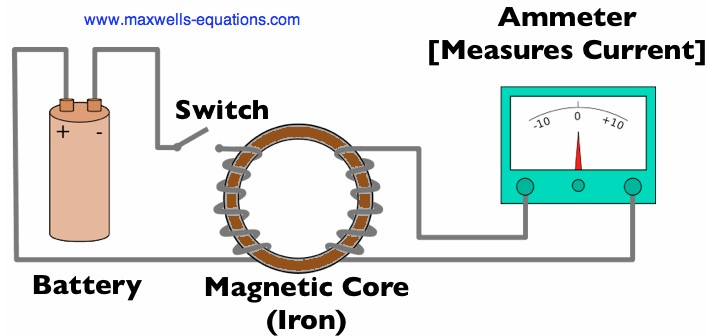 www.maxwells-equations.com
Ammeter
[Measures Current]
Switch
-10 0 +10
+ -
Battery
Magnetic Core
(Iron)